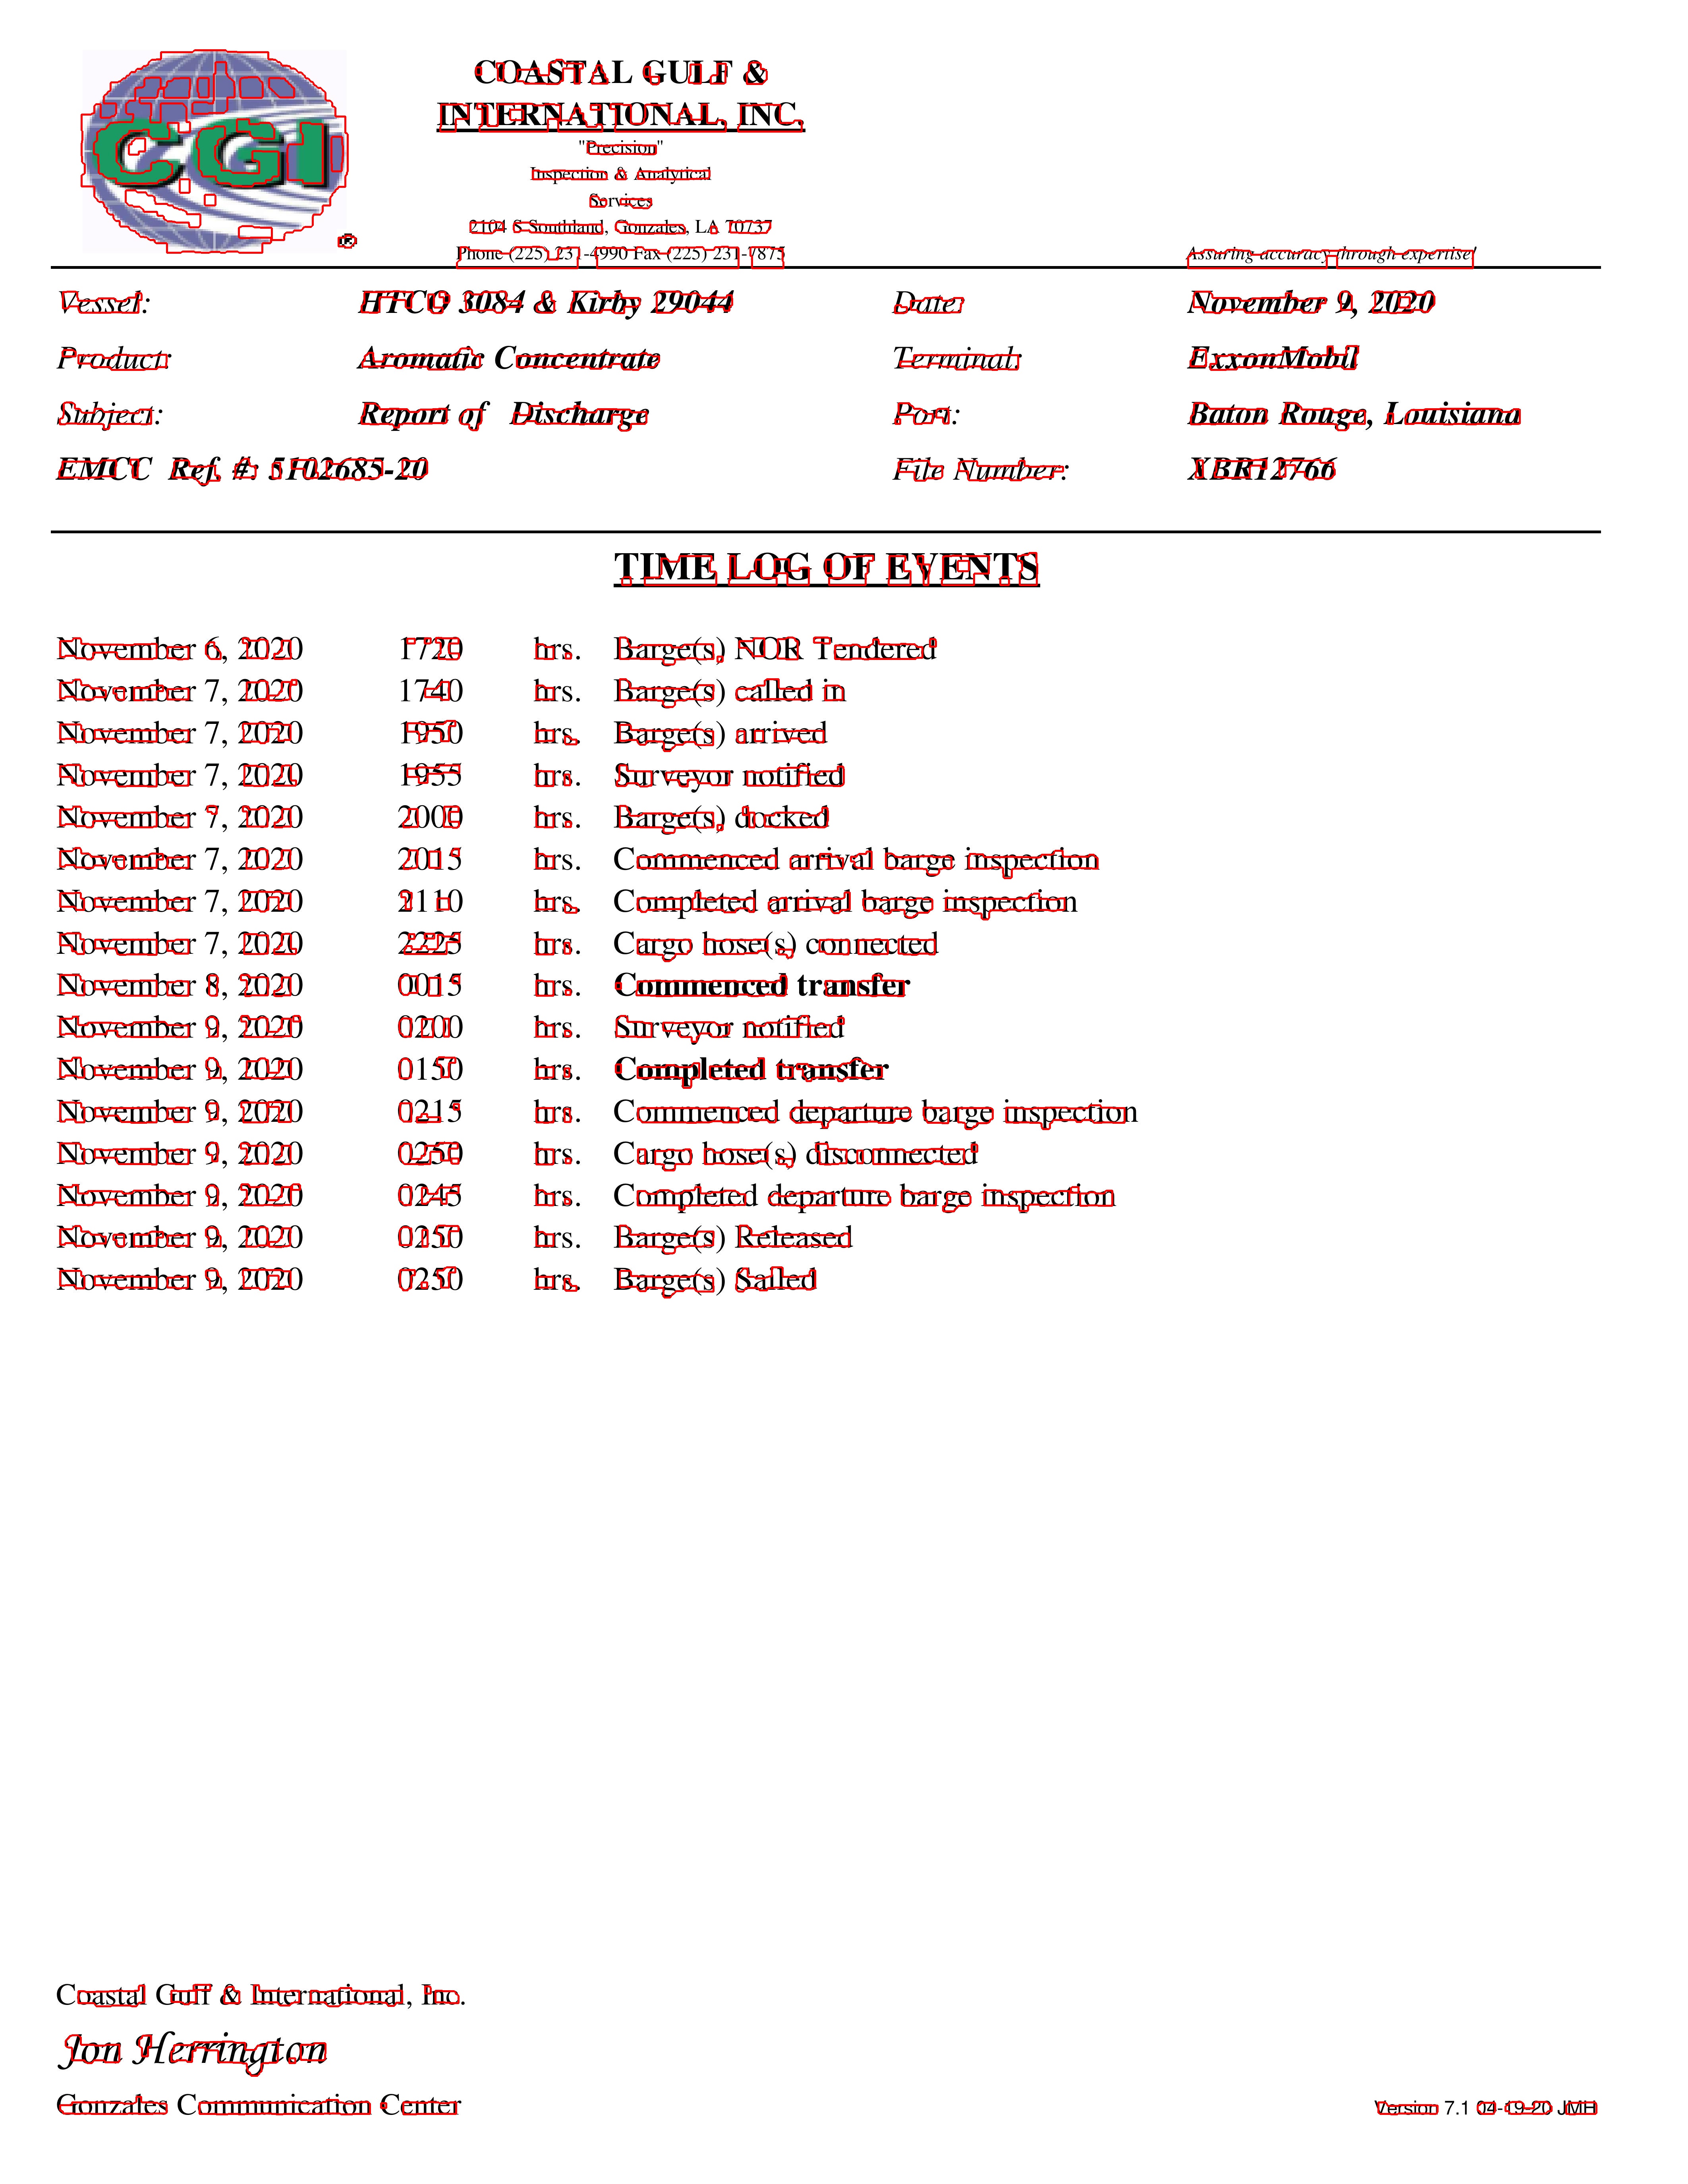 CGI
®
COASTAL GULF &
INTERNATIONAL, INC.
"Precision"
Inspection & Analytical
Services
2104 S Southland, Gonzales, LA 70737
Phone (225) 231-4990 Fax (225) 231-7875 Assuring accuracy through expertise!
Vessel: HTCO 3084 & Kirby 29044 Date: November 9, 2020
Product: Aromatic Concentrate Terminal: ExxonMobil
Subject: Report of Discharge Port: Baton Rouge, Louisiana
EMCC Ref. #: 5102685-20 File Number: XBR12766
TIME LOG OF EVENTS
November 6, 2020 1720 hrs. Barge(s) NOR Tendered
November 7, 2020 1740 hrs. Barge(s) called in
November 7, 2020 1950 hrs. Barge(s) arrived
November 7, 2020 1955 hrs. Surveyor notified
November 7, 2020 2000 hrs. Barge(s) docked
November 7, 2020 2015 hrs. Commenced arrival barge inspection
November 7, 2020 2110 hrs. Completed arrival barge inspection
November 7, 2020 2225 hrs. Cargo hose(s) connected
November 8, 2020 0015 hrs. Commenced transfer
November 9, 2020 0200 hrs. Surveyor notified
November 9, 2020 0150 hrs. Completed transfer
November 9, 2020 0215 hrs. Commenced departure barge inspection
November 9, 2020 0250 hrs. Cargo hose(s) disconnected
November 9, 2020 0245 hrs. Completed departure barge inspection
November 9, 2020 0250 hrs. Barge(s) Released
November 9, 2020 0250 hrs. Barge(s) Sailed
Coastal Gulf & International, Inc.
Jon Herrington
Gonzales Communication Center
Version 7.1 04-19-20 JMH